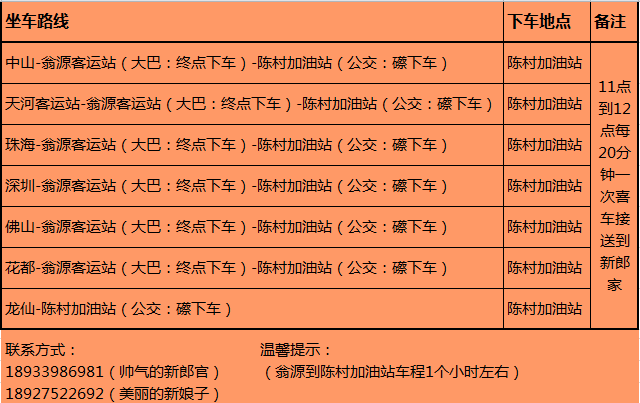 坐车路线 下车地点 备注
中山-翁源客运站（大巴：终点下车）-陈村加油站（公交：礤下车） 陈村加油站
天河客运站-翁源客运站（大巴：终点下车）-陈村加油站（公交：礤下车） 陈村加油站
珠海-翁源客运站（大巴：终点下车）-陈村加油站（公交：礤下车） 陈村加油站
深圳-翁源客运站（大巴：终点下车）-陈村加油站（公交：礤下车） 陈村加油站
佛山-翁源客运站（大巴：终点下车）-陈村加油站（公交：礤下车） 陈村加油站
花都-翁源客运站（大巴：终点下车）-陈村加油站（公交：礤下车） 陈村加油站
龙仙-陈村加油站（公交：礤下车） 陈村加油站
11点
到12
点每
20分
钟一
次喜
车接
送到
新郎
家
联系方式： 温馨提示：
18933986981（帅气的新郎官） （翁源到陈村加油站车程1个小时左右）
18927522692（美丽的新娘子）